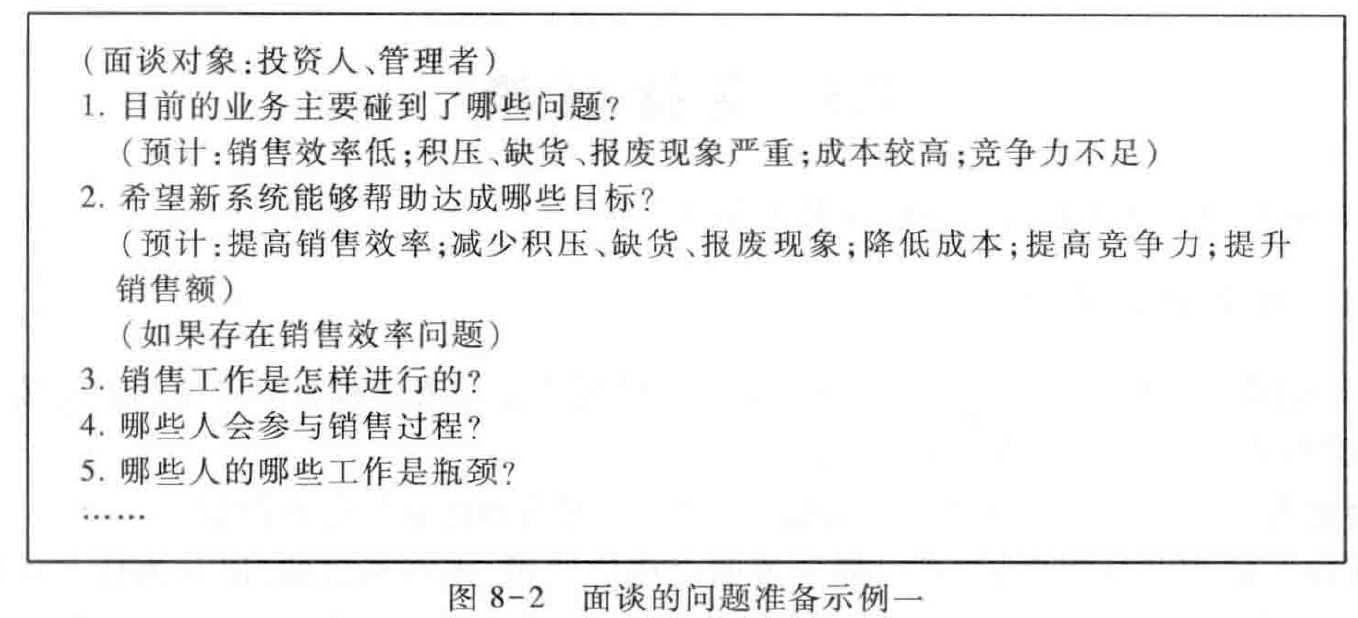 (面谈对象:投资人、管理者)
1. 目前的业务主要碰到了哪些问题?
(预计:销售效率低;积压、缺货、报废现象严重;成本较高;竞争力不足)
2. 希望新系统能够帮助达成哪些目标?
(预计:提高销售效率;减少积压、缺货、报废现象;降低成本;提高竞争力;提升
销售额)
(如果存在销售效率问题)
3. 销售工作是怎样进行的?
4. 哪些人会参与销售过程?
5. 哪些人的哪些工作是瓶颈?
……
图 8-2 面谈的问题准备示例一